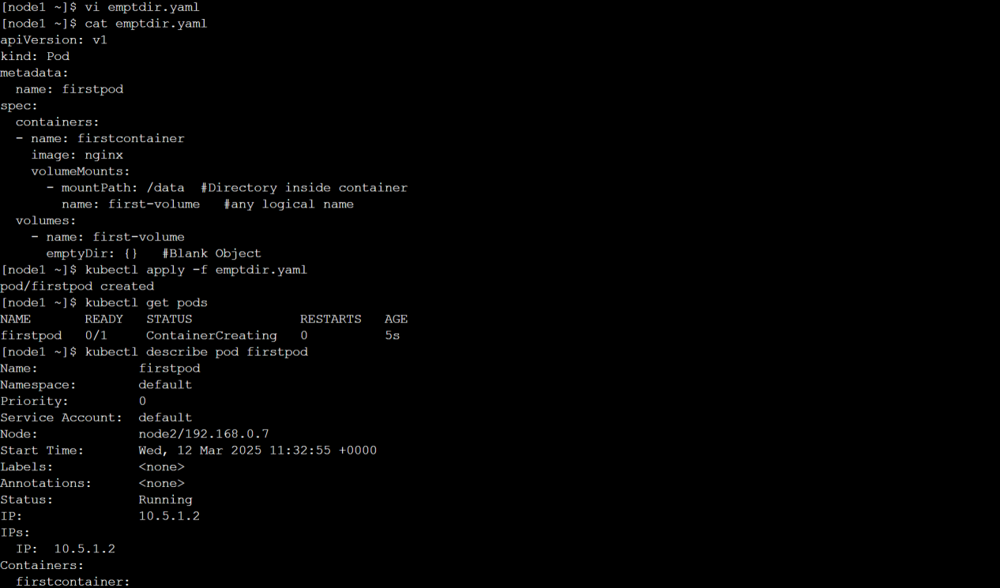 [node1 ~]$ vi emptdir.yaml
[node1 ~]$ cat emptdir.yaml
apiVersion: v1
kind: Pod
metadata:
  name: firstpod
spec:
  containers:
  - name: firstcontainer
    image: nginx
    volumeMounts:
      - mountPath: /data  #Directory inside container
        name: first-volume   #any logical name
  volumes:
    - name: first-volume
      emptyDir: {}   #Blank Object
[node1 ~]$ kubectl apply -f emptdir.yaml
pod/firstpod created
[node1 ~]$ kubectl get pods
NAME       READY   STATUS              RESTARTS   AGE
firstpod   0/1     ContainerCreating   0          5s
[node1 ~]$ kubectl describe pod firstpod
Name:             firstpod
Namespace:        default
Priority:         0
Service Account:  default
Node:             node2/192.168.0.7
Start Time:       Wed, 12 Mar 2025 11:32:55 +0000
Labels:           <none>
Annotations:      <none>
Status:           Running
IP:               10.5.1.2
IPs:
  IP:  10.5.1.2
Containers:
  firstcontainer: